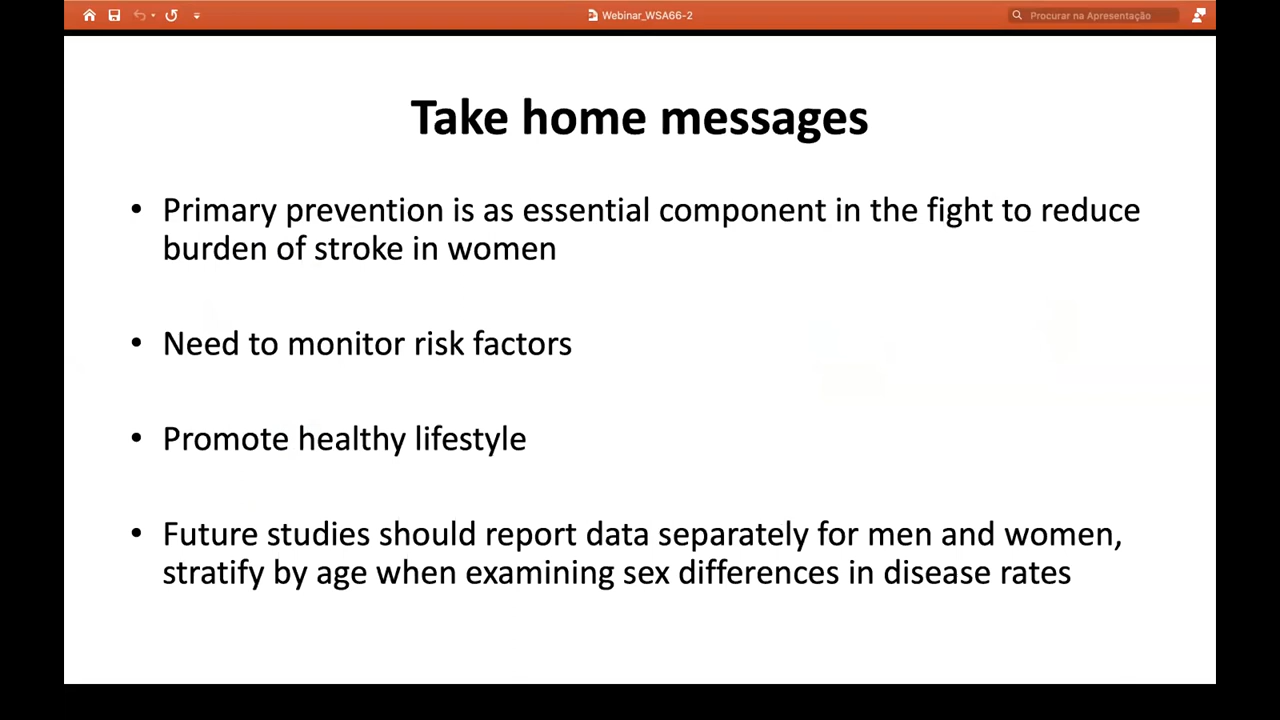 Webinar_WSA66-2
Procurar na Apresentação
Take home messages
• Primary prevention is as essential component in the fight to reduce
burden of stroke in women
• Need to monitor risk factors
• Promote healthy lifestyle
• Future studies should report data separately for men and women,
stratify by age when examining sex differences in disease rates